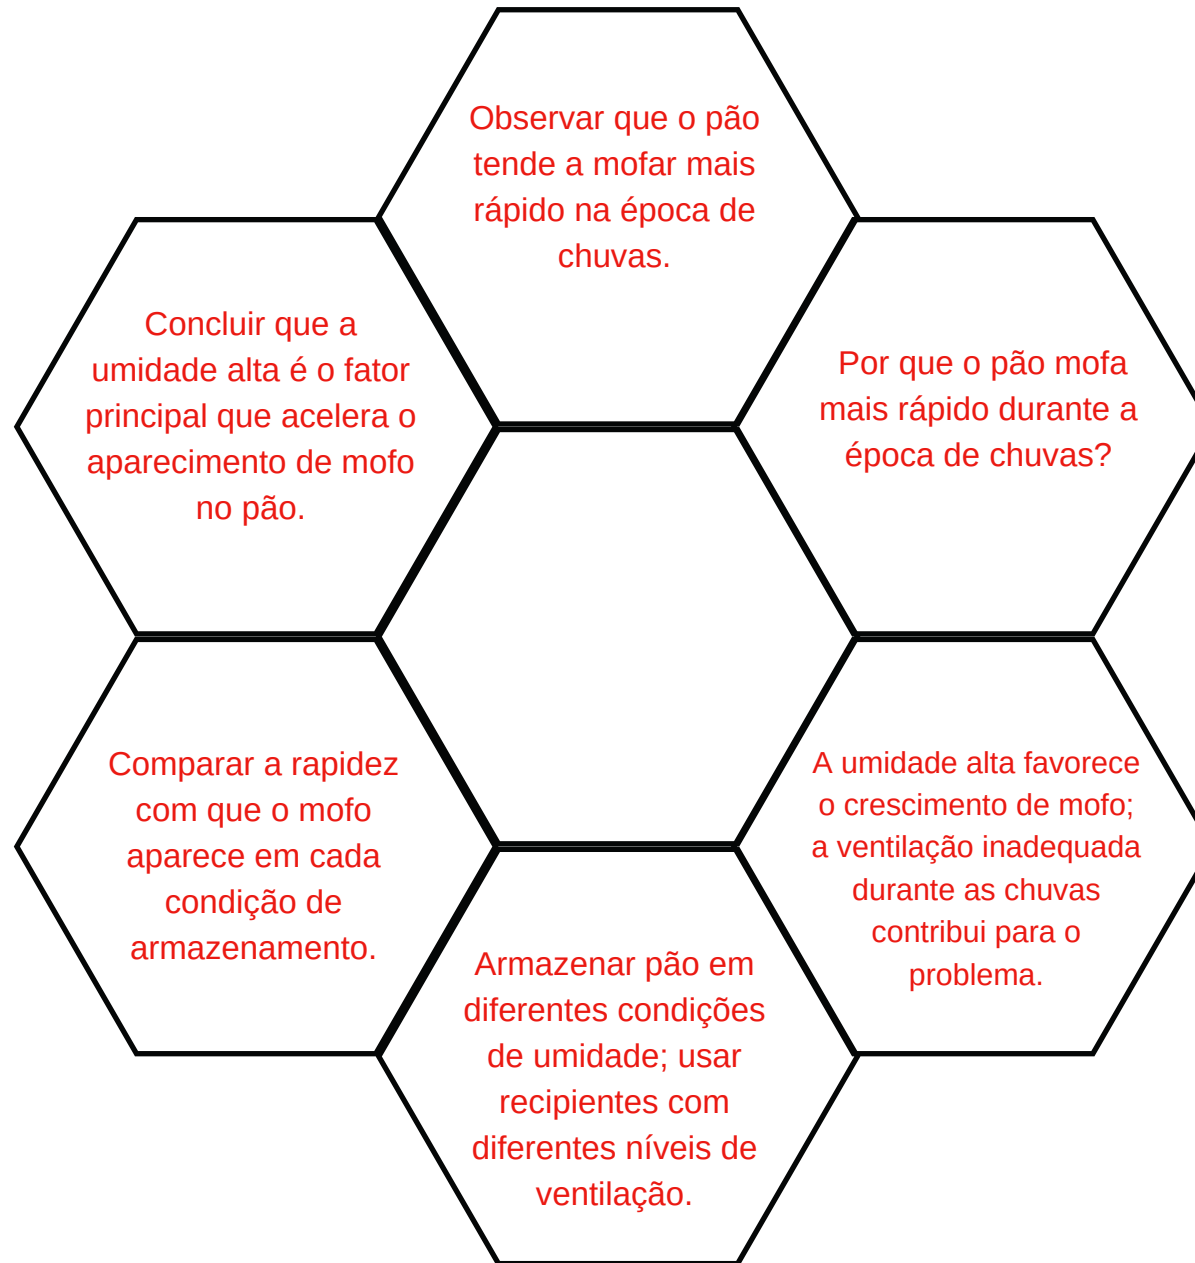 Observar que o pão
tende a mofar mais
rápido na época de
chuvas.
Por que o pão mofa
mais rápido durante a
época de chuvas?
A umidade alta favorece
o crescimento de mofo;
a ventilação inadequada
durante as chuvas
contribui para o
problema.
Armazenar pão em
diferentes condições
de umidade; usar
recipientes com
diferentes níveis de
ventilação.
Comparar a rapidez
com que o mofo
aparece em cada
condição de
armazenamento.
Concluir que a
umidade alta é o fator
principal que acelera o
aparecimento de mofo
no pão.